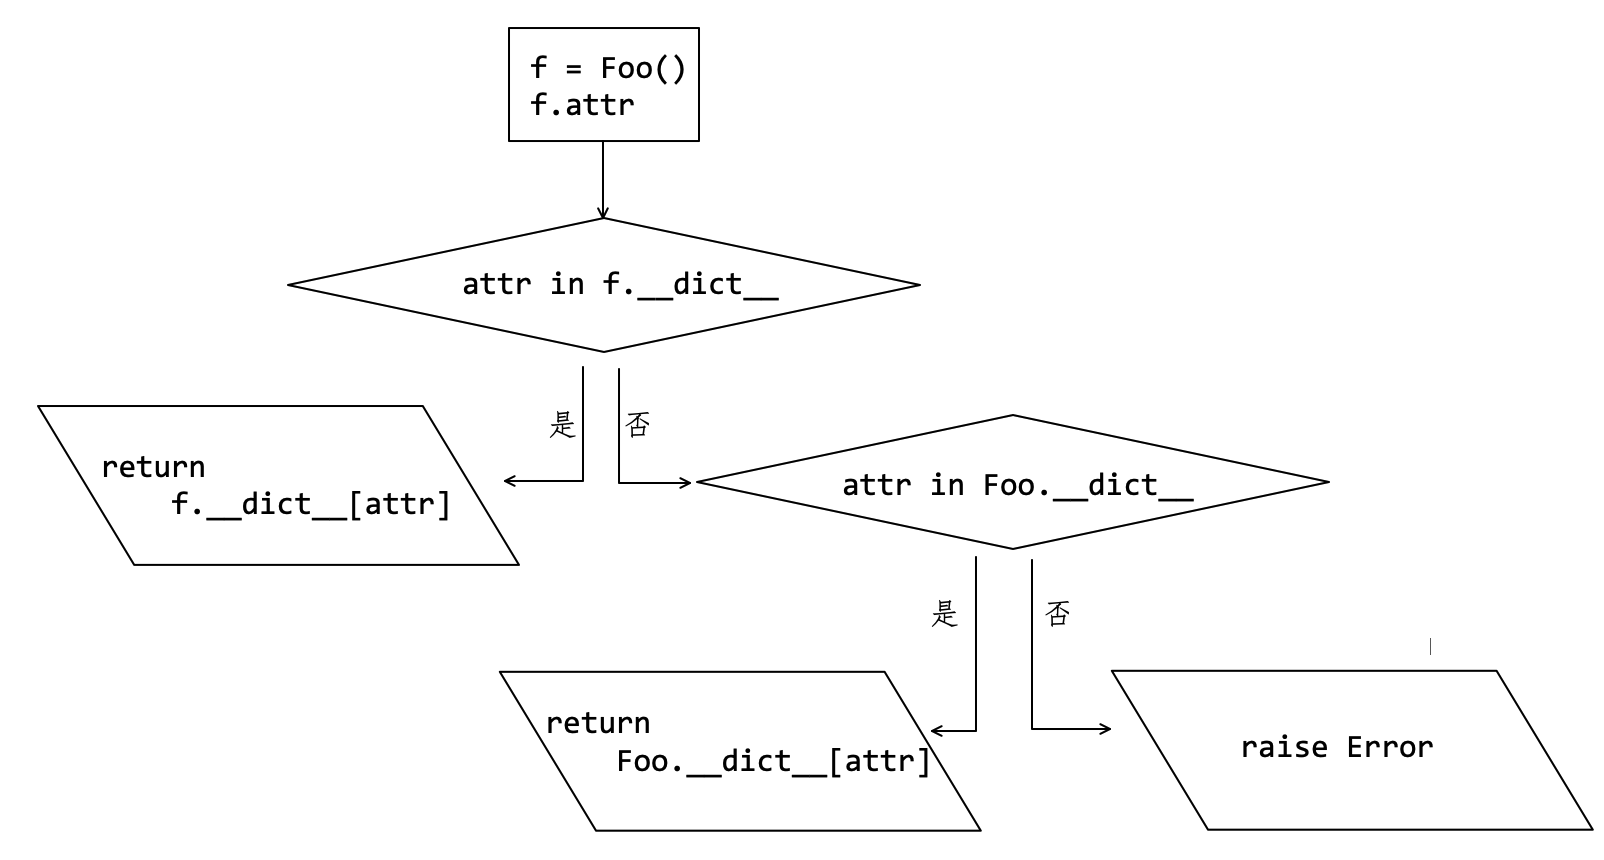 f = Foo()
f.attr
attr in f.__dict__
是
否
return
f.__dict__[attr]
attr in Foo.__dict__
是
否
return
Foo.__dict__[attr]
raise Error